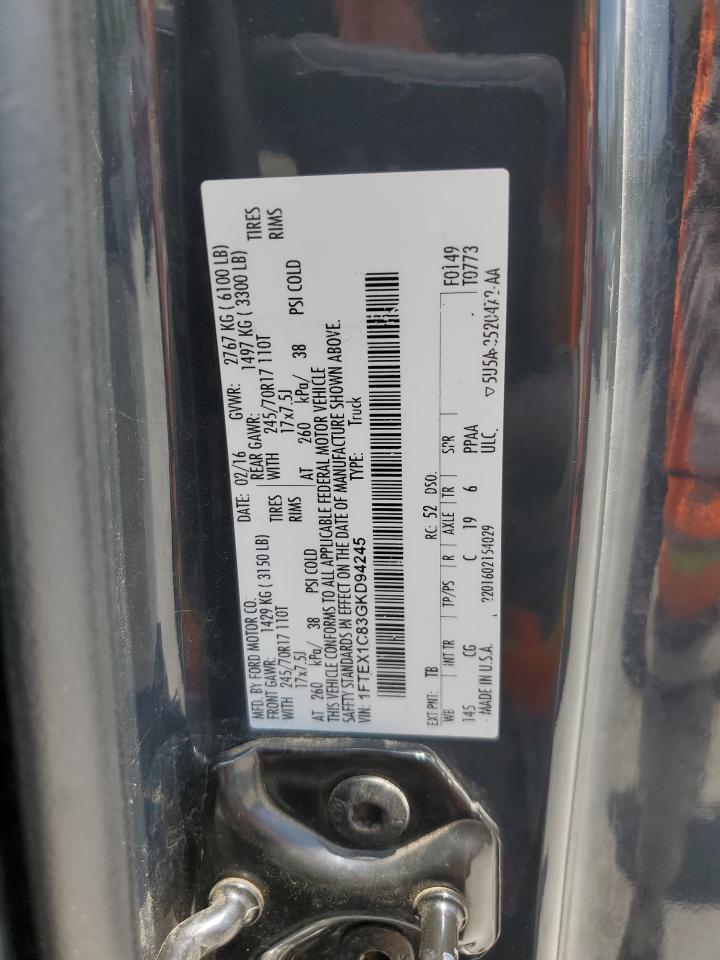 MFD. BY FORD MOTOR CO. DATE: 02/16 GVWR: 2767 KG ( 6100 LB)
FRONT GAWR: 1429 KG ( 3150 LB) REAR GAWR: 1497 KG ( 3300 LB)
WITH 245/70R17 110T TIRES WITH 245/70R17 110T TIRES
17x7.5J RIMS 17x7.5J RIMS
AT 260 kPa/ 38 PSI COLD AT 260 kPa/ 38 PSI COLD
THIS VEHICLE CONFORMS TO ALL APPLICABLE FEDERAL MOTOR VEHICLE
SAFETY STANDARDS IN EFFECT ON THE DATE OF MANUFACTURE SHOWN ABOVE.
VIN: 1FTEX1C83GKD94245 TYPE: Truck
EXT PNT: TB RC: 52 DSO: F0149
WB INT TR TP/PS R AXLE TR SPR T0773
145 CG C 19 6 PPAA
MADE IN U.S.A. ULC.